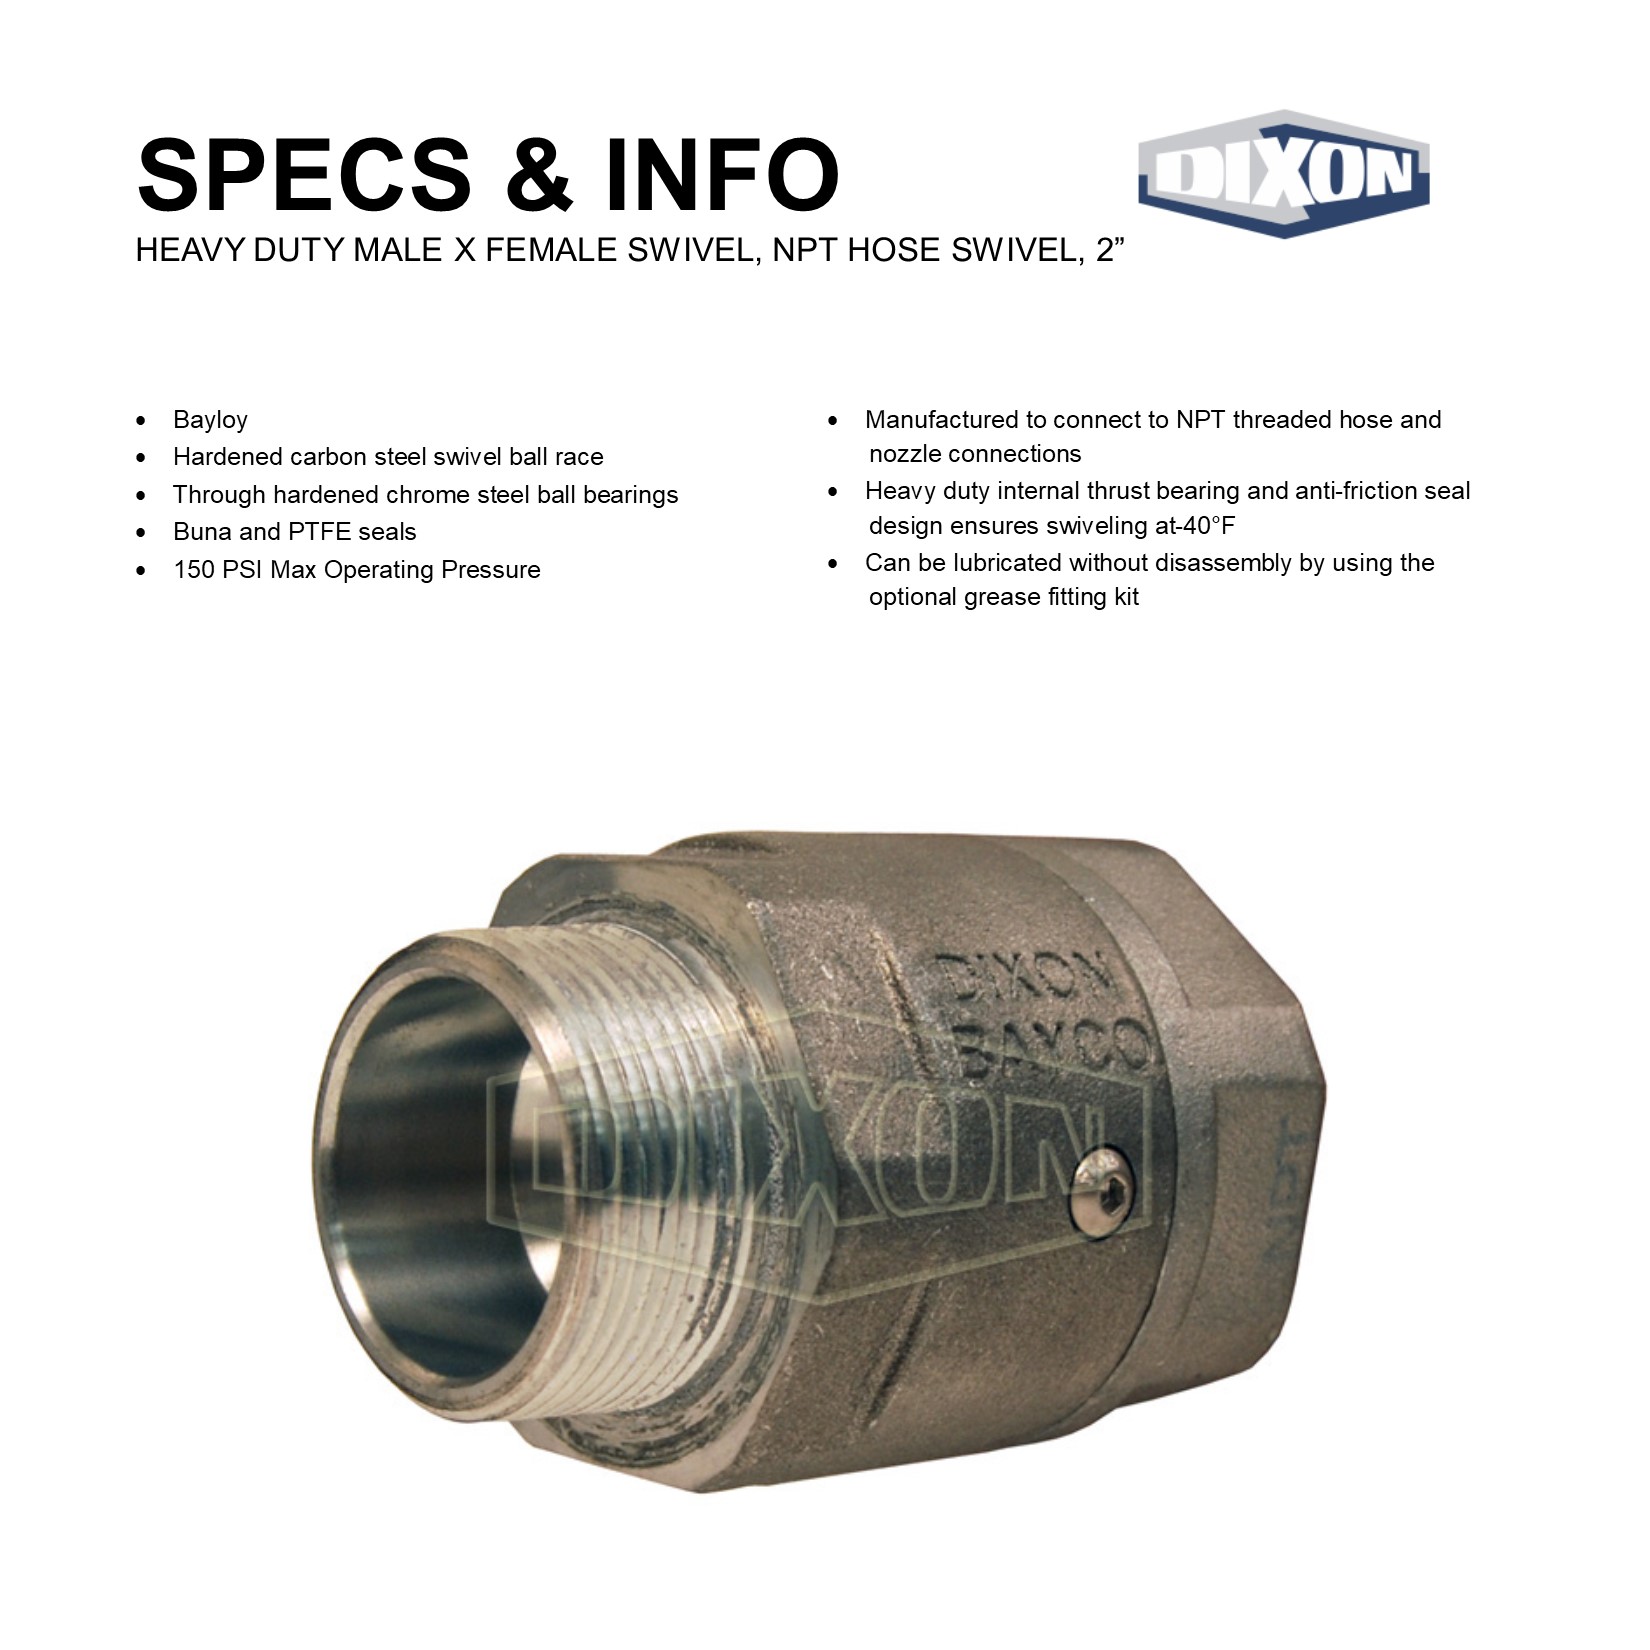 SPECS & INFO
DIXON
HEAVY DUTY MALE X FEMALE SWIVEL, NPT HOSE SWIVEL, 2”
• Bayloy
• Hardened carbon steel swivel ball race
• Through hardened chrome steel ball bearings
• Buna and PTFE seals
• 150 PSI Max Operating Pressure
• Manufactured to connect to NPT threaded hose and
nozzle connections
• Heavy duty internal thrust bearing and anti-friction seal
design ensures swiveling at-40°F
• Can be lubricated without disassembly by using the
optional grease fitting kit
DIXON
BAYCO
DIXON
NPT